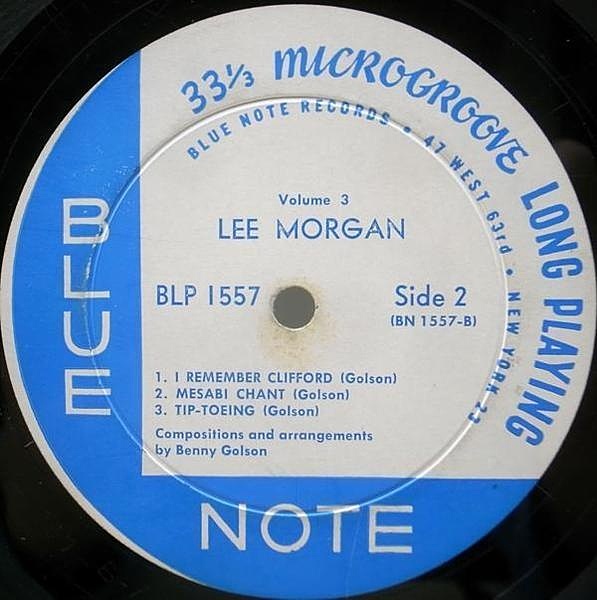 33⅓ MICROGROOVE LONG PLAYING
BLUE NOTE RECORDS • 47 WEST 63rd • NEW YORK 23
Volume 3
LEE MORGAN
BLP 1557
Side 2
(BN 1557-B)
1. I REMEMBER CLIFFORD (Golson)
2. MESABI CHANT (Golson)
3. TIP-TOEING (Golson)
Compositions and arrangements
by Benny Golson
BLUE
NOTE